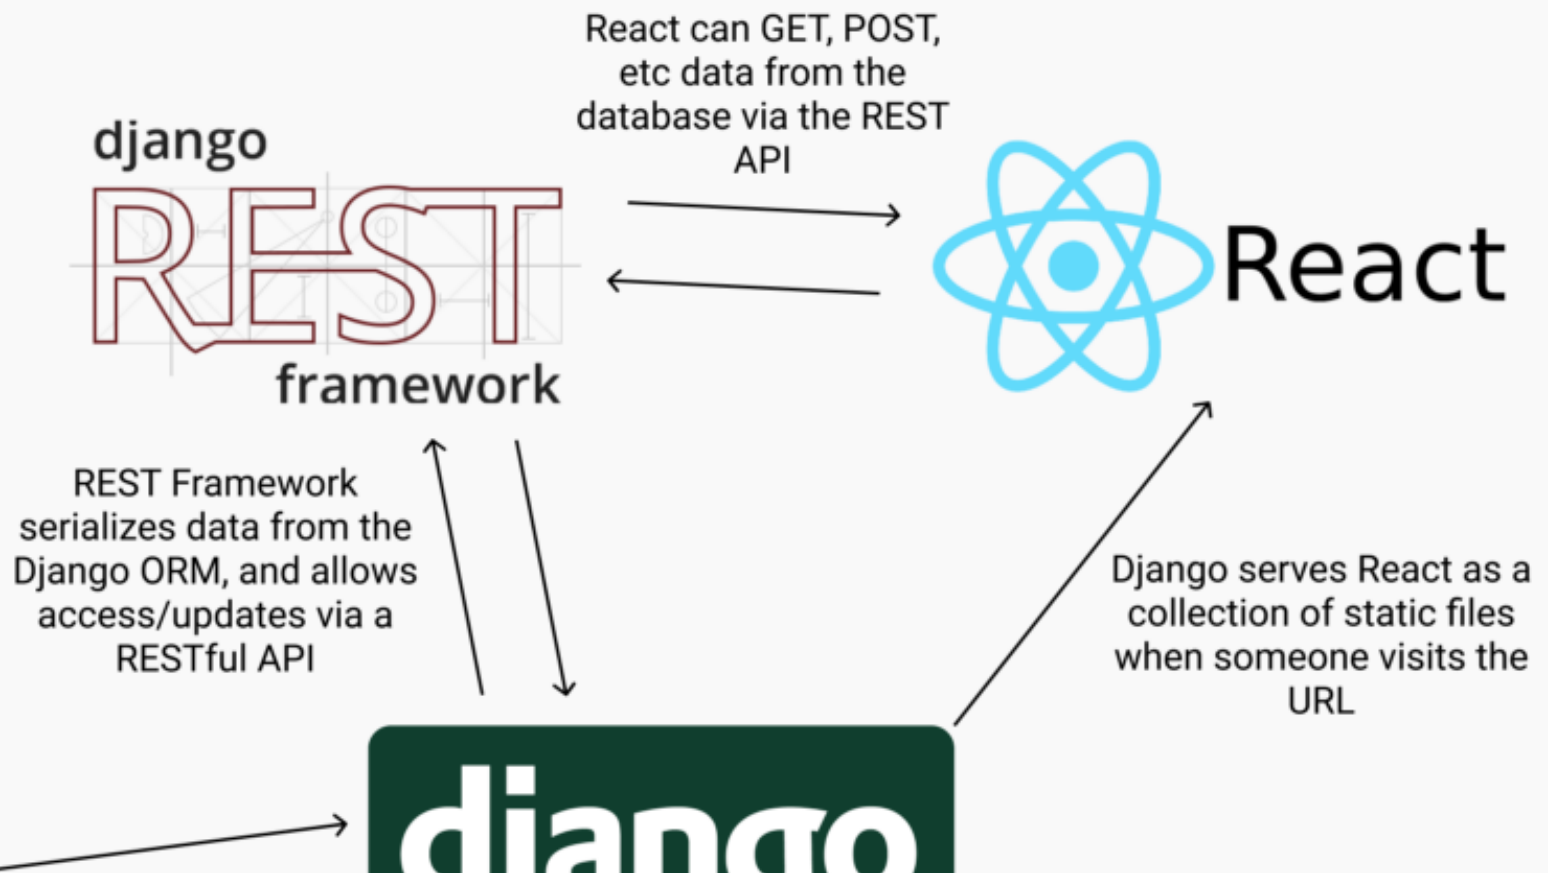 React can GET, POST,
etc data from the
database via the REST
API
django
REST
framework
React
REST Framework
serializes data from the
Django ORM, and allows
access/updates via a
RESTful API
Django serves React as a
collection of static files
when someone visits the
URL
django